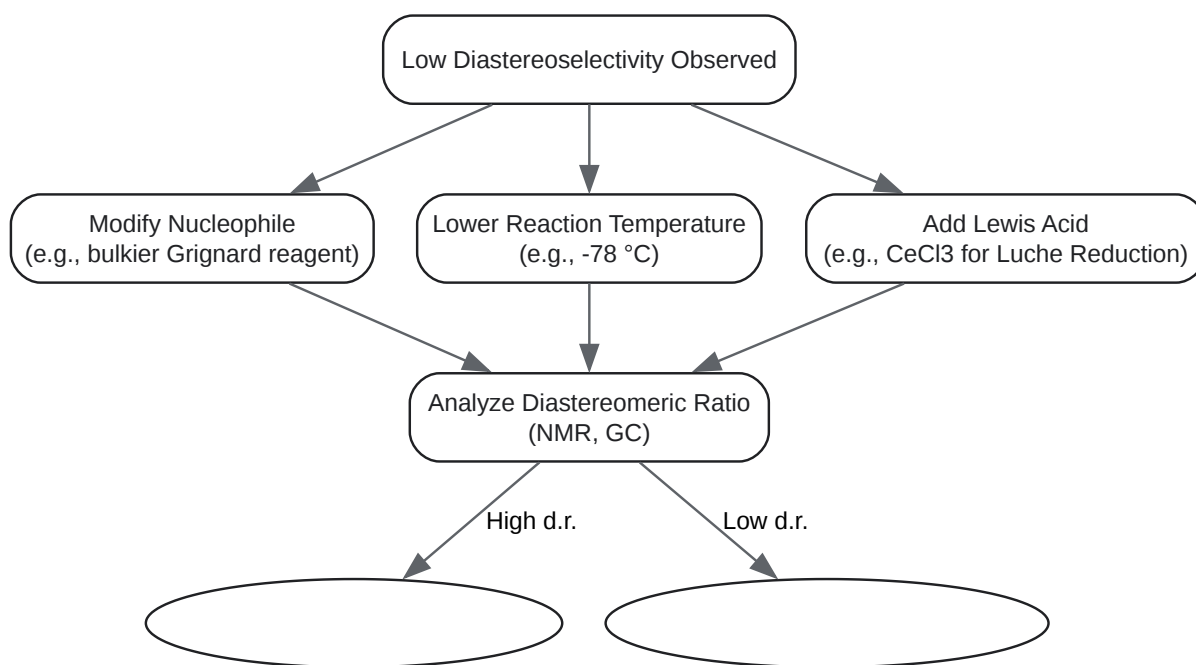 Low Diastereoselectivity Observed
Modify Nucleophile
(e.g., bulkier Grignard reagent)
Lower Reaction Temperature
(e.g., -78 °C)
Add Lewis Acid
(e.g., CeCl3 for Luche Reduction)
Analyze Diastereomeric Ratio
(NMR, GC)
High d.r.
Low d.r.